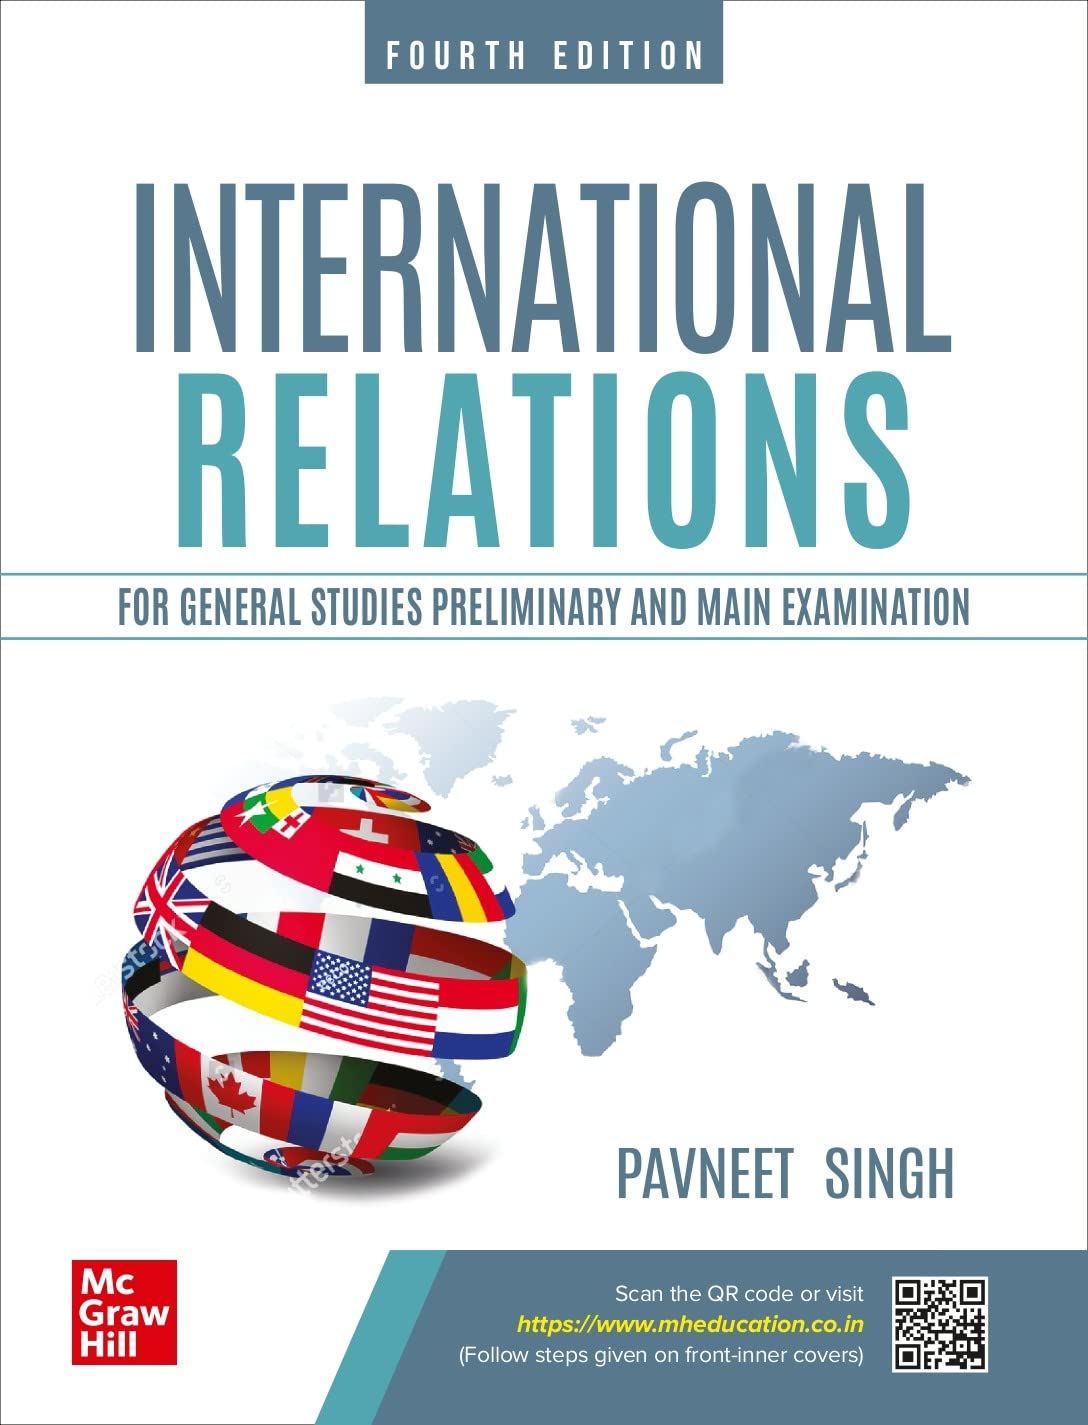 FOURTH EDITION
INTERNATIONAL
RELATIONS
FOR GENERAL STUDIES PRELIMINARY AND MAIN EXAMINATION
PAVNEET SINGH
Mc
Graw
Hill
Scan the QR code or visit
https://www.mheducation.co.in
(Follow steps given on front-inner covers)